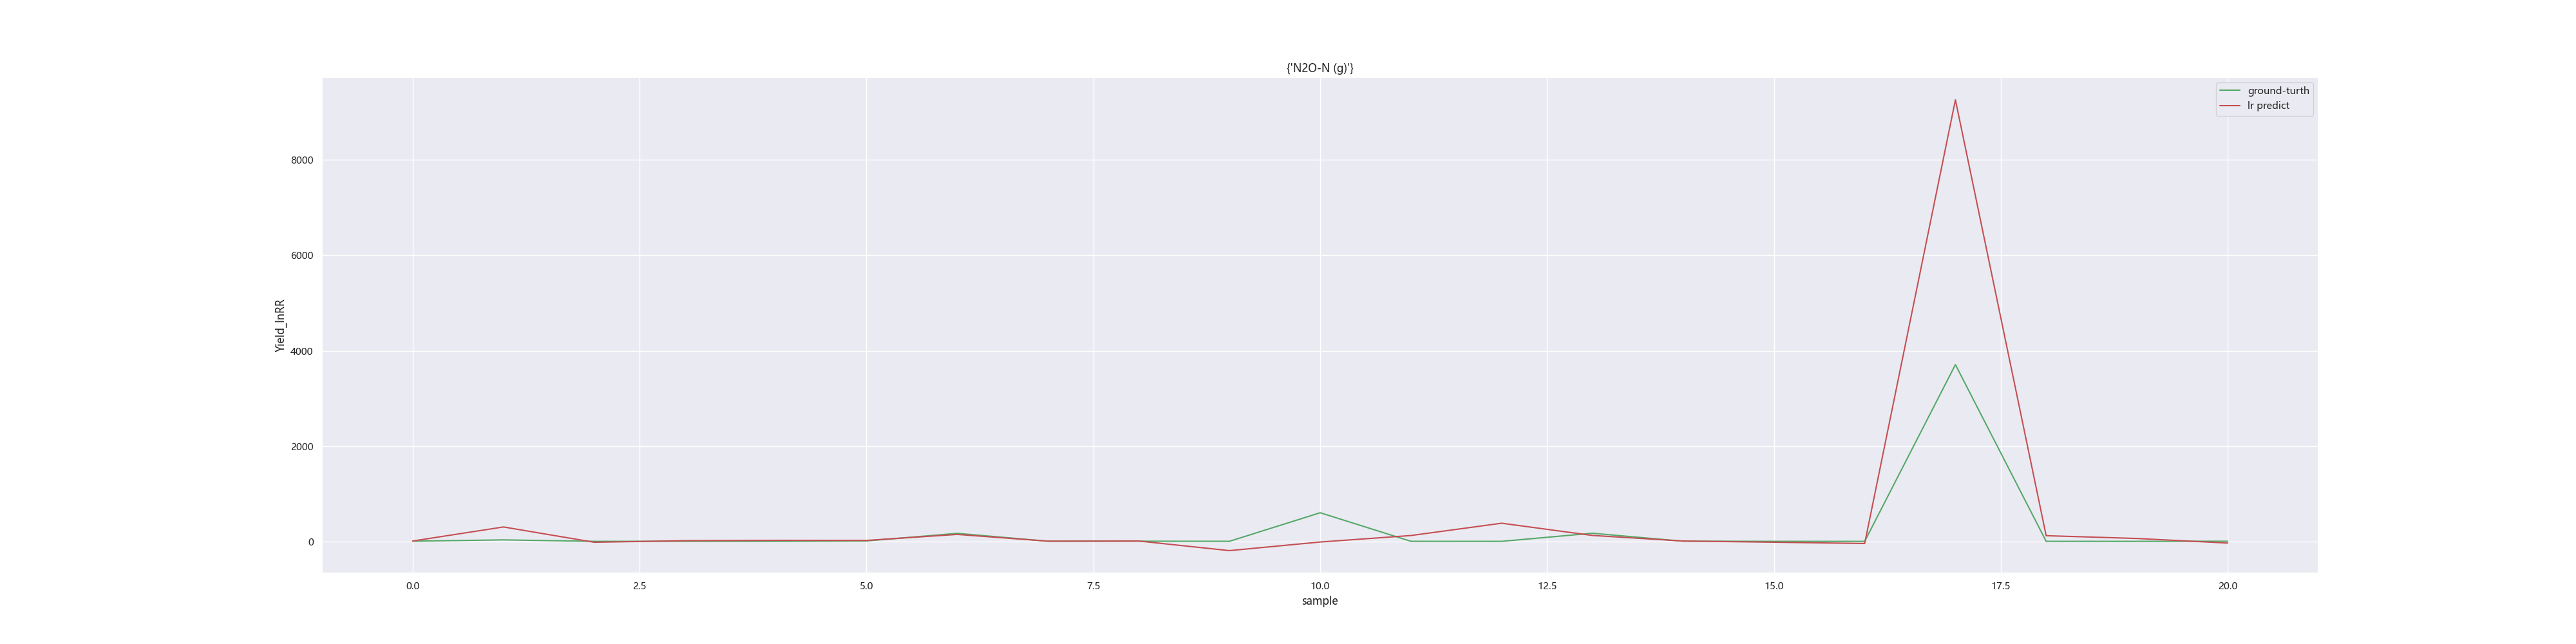 {'N2O-N (g)'}
ground-turth
lr predict
8000
6000
4000
2000
0
Yield_lnRR
0.0 2.5 5.0 7.5 10.0 12.5 15.0 17.5 20.0
sample